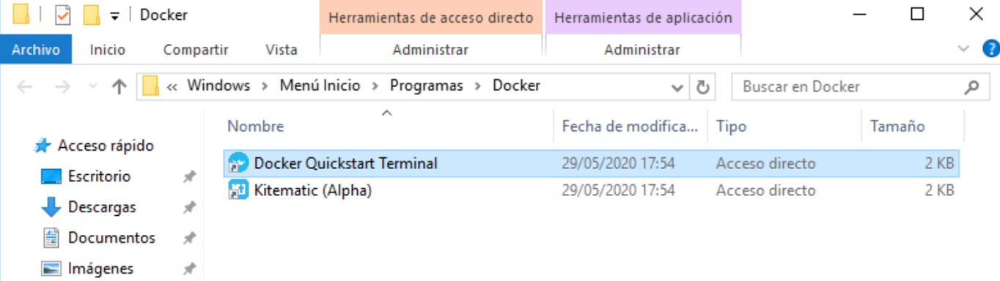 Docker
Herramientas de acceso directo
Herramientas de aplicación
Archivo Inicio Compartir Vista Administrar Administrar
« Windows > Menú Inicio > Programas > Docker
Buscar en Docker
Nombre Fecha de modifica... Tipo Tamaño
Acceso rápido
Escritorio
Descargas
Documentos
Imágenes
Docker Quickstart Terminal 29/05/2020 17:54 Acceso directo 2 KB
Kitematic (Alpha) 29/05/2020 17:54 Acceso directo 2 KB